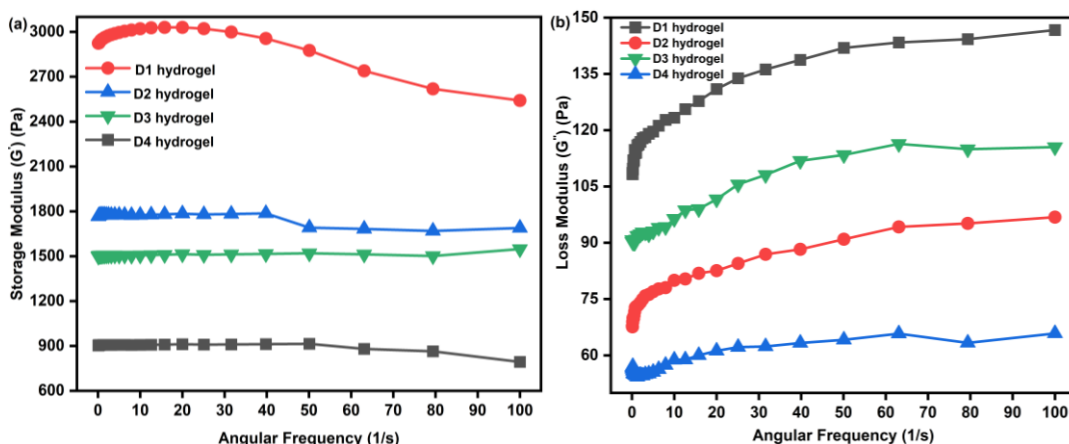 (a)
3000
2700
2400
2100
1800
1500
1200
900
600
Storage Modulus (G') (Pa)
D1 hydrogel
D2 hydrogel
D3 hydrogel
D4 hydrogel
0 10 20 30 40 50 60 70 80 90 100
Angular Frequency (1/s)
(b)
150
135
120
105
90
75
60
Loss Modulus (G") (Pa)
D1 hydrogel
D2 hydrogel
D3 hydrogel
D4 hydrogel
0 10 20 30 40 50 60 70 80 90 100
Angular Frequency (1/s)